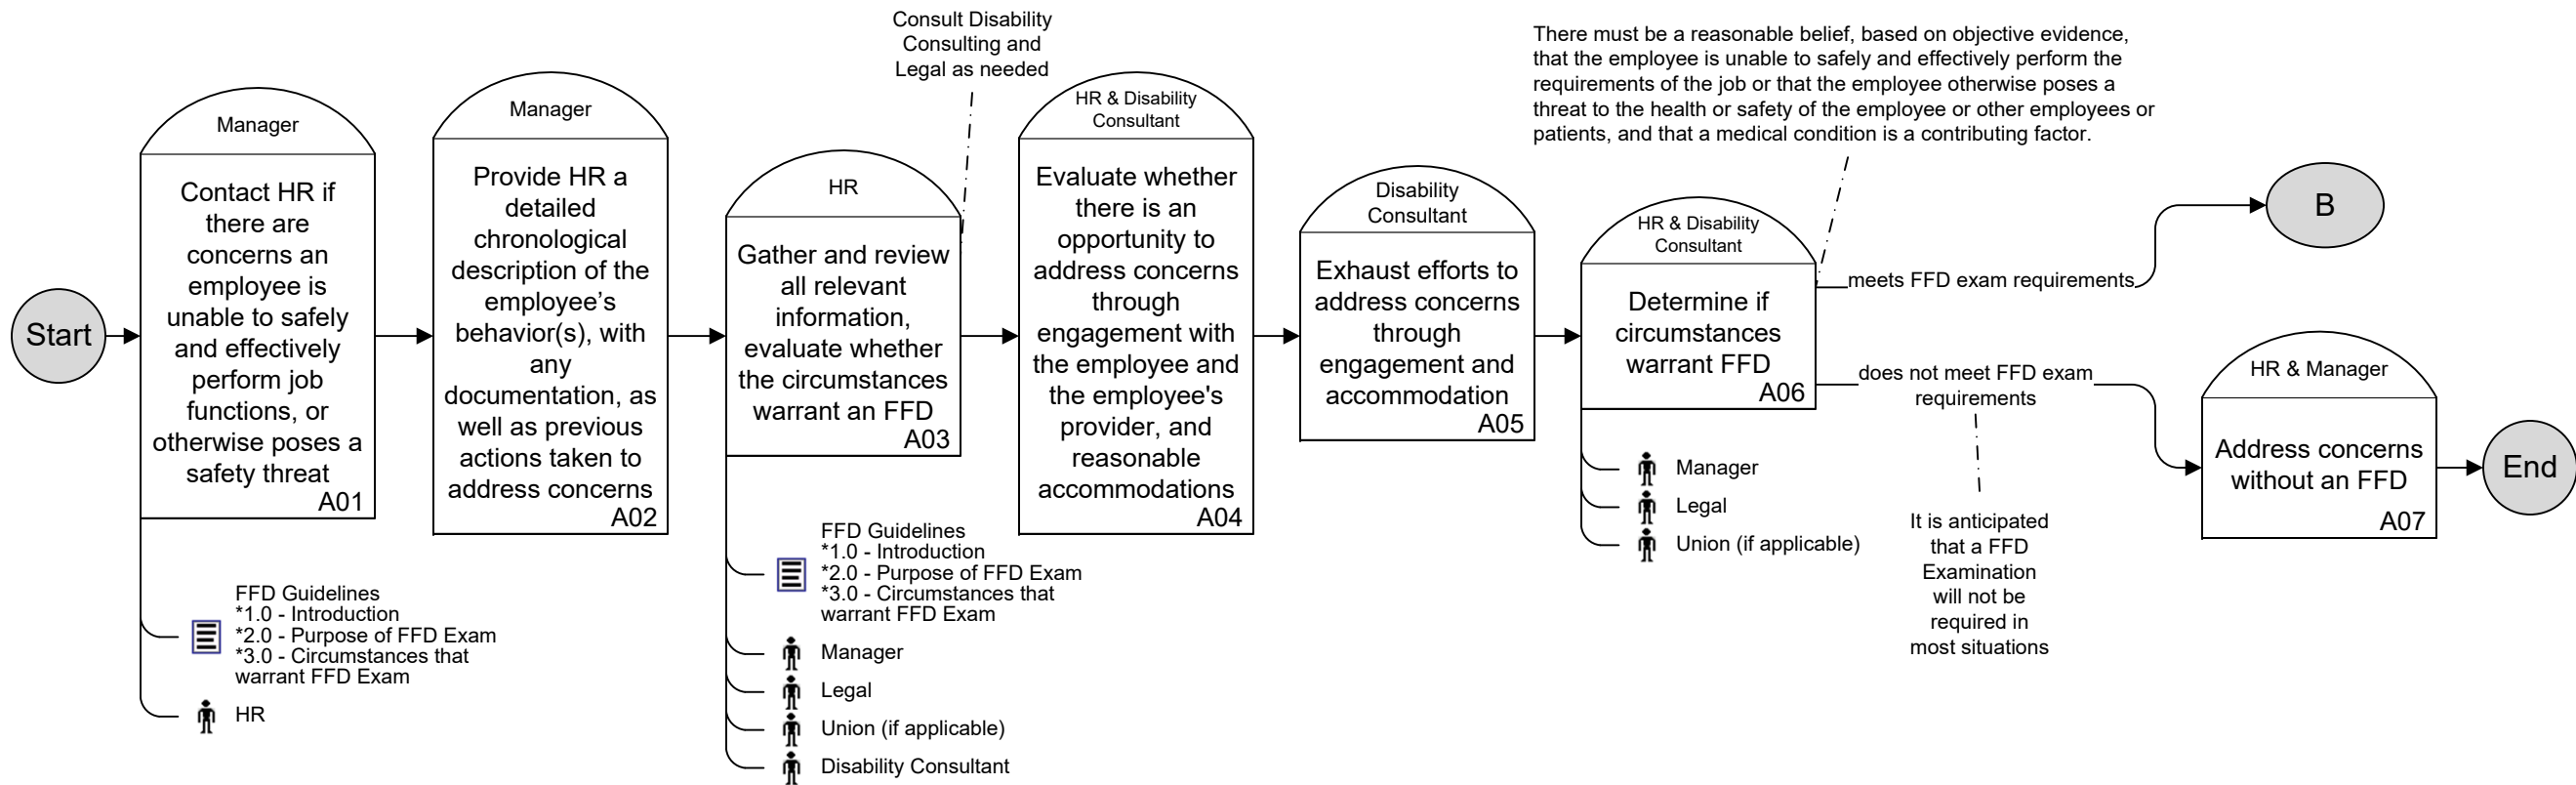 Start
Manager
Contact HR if
there are
concerns an
employee is
unable to safely
and effectively
perform job
functions, or
otherwise poses a
safety threat
A01
FFD Guidelines
*1.0 - Introduction
*2.0 - Purpose of FFD Exam
*3.0 - Circumstances that
warrant FFD Exam
HR
Manager
Provide HR a
detailed
chronological
description of the
employee’s
behavior(s), with
any
documentation, as
well as previous
actions taken to
address concerns
A02
Consult Disability
Consulting and
Legal as needed
HR
Gather and review
all relevant
information,
evaluate whether
the circumstances
warrant an FFD
A03
FFD Guidelines
*1.0 - Introduction
*2.0 - Purpose of FFD Exam
*3.0 - Circumstances that
warrant FFD Exam
Manager
Legal
Union (if applicable)
Disability Consultant
HR & Disability
Consultant
Evaluate whether
there is an
opportunity to
address concerns
through
engagement with
the employee and
the employee's
provider, and
reasonable
accommodations
A04
Disability
Consultant
Exhaust efforts to
address concerns
through
engagement and
accommodation
A05
There must be a reasonable belief, based on objective evidence,
that the employee is unable to safely and effectively perform the
requirements of the job or that the employee otherwise poses a
threat to the health or safety of the employee or other employees or
patients, and that a medical condition is a contributing factor.
HR & Disability
Consultant
Determine if
circumstances
warrant FFD
A06
Manager
Legal
Union (if applicable)
meets FFD exam requirements
B
does not meet FFD exam
requirements
It is anticipated
that a FFD
Examination
will not be
required in
most situations
HR & Manager
Address concerns
without an FFD
A07
End